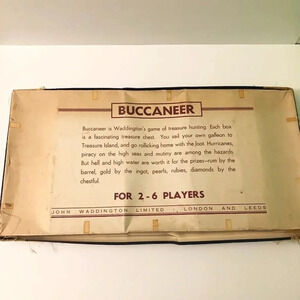 BUCCANEER
Buccaneer is Waddington's game of treasure hunting. Each box
is a fascinating treasure chest. You sail your own galleon to
Treasure Island, and go rollicking home with the loot. Hurricanes,
piracy on the high seas and mutiny are among the hazards.
But hell and high water are worth it for the prizes—rum by the
barrel, gold by the ingot, pearls, rubies, diamonds by the
chestful.
FOR 2-6 PLAYERS
JOHN WADDINGTON LIMITED - LONDON AND LEEDS